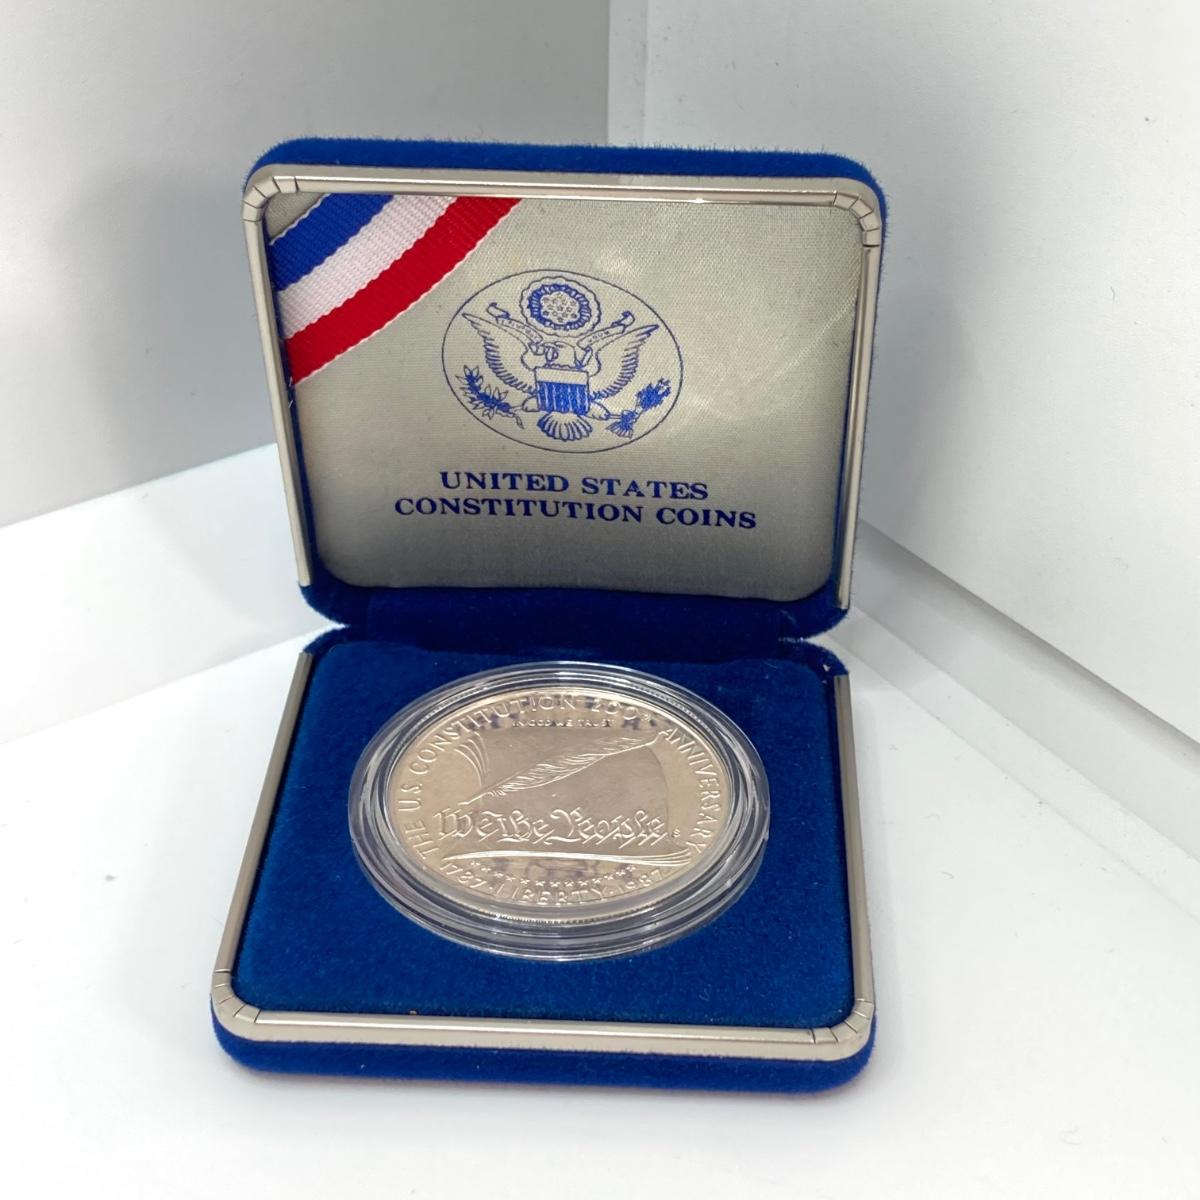 UNITED STATES
CONSTITUTION COINS
THE U.S. CONSTITUTION 200TH ANNIVERSARY
IN GOD WE TRUST
We the People
S
1787 · LIBERTY · 1987